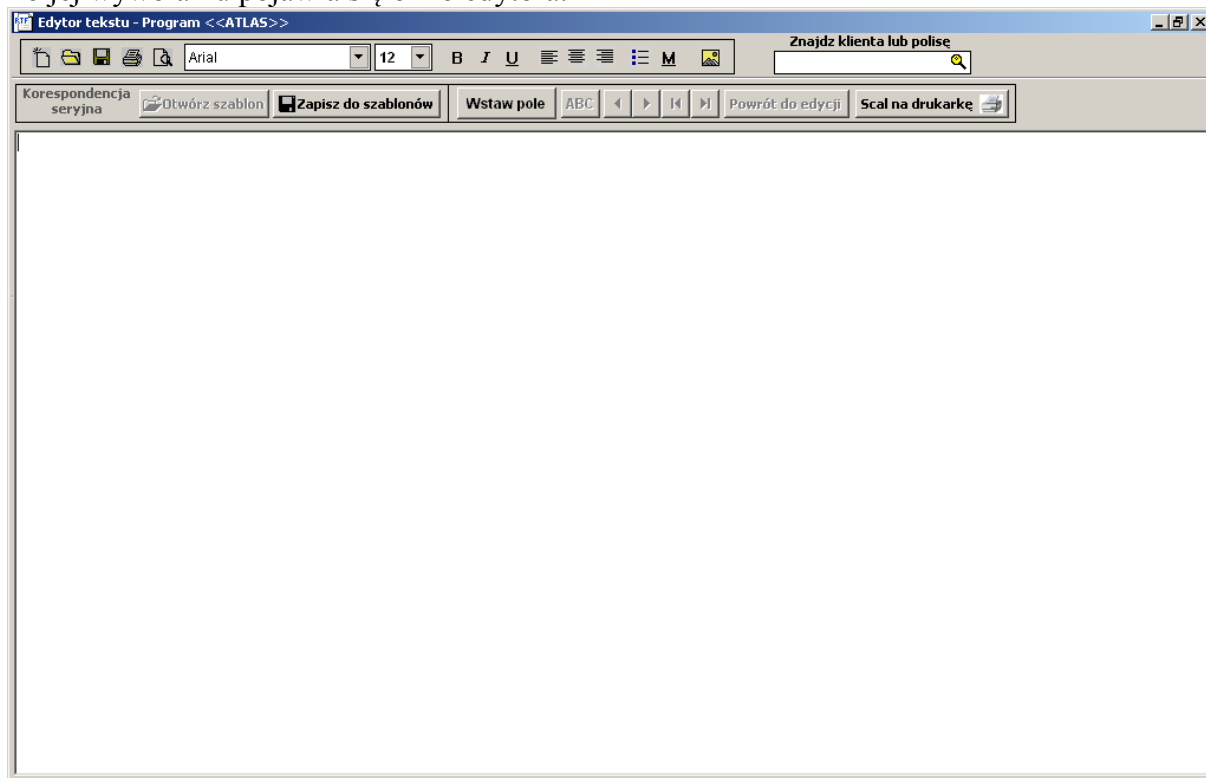 Edytor tekstu - Program <<ATLAS>>
Arial 12 B I U M
Znajdz klienta lub polisę
Korespondencja seryjna
Otwórz szablon Zapisz do szablonów Wstaw pole ABC Powrót do edycji Scal na drukarkę